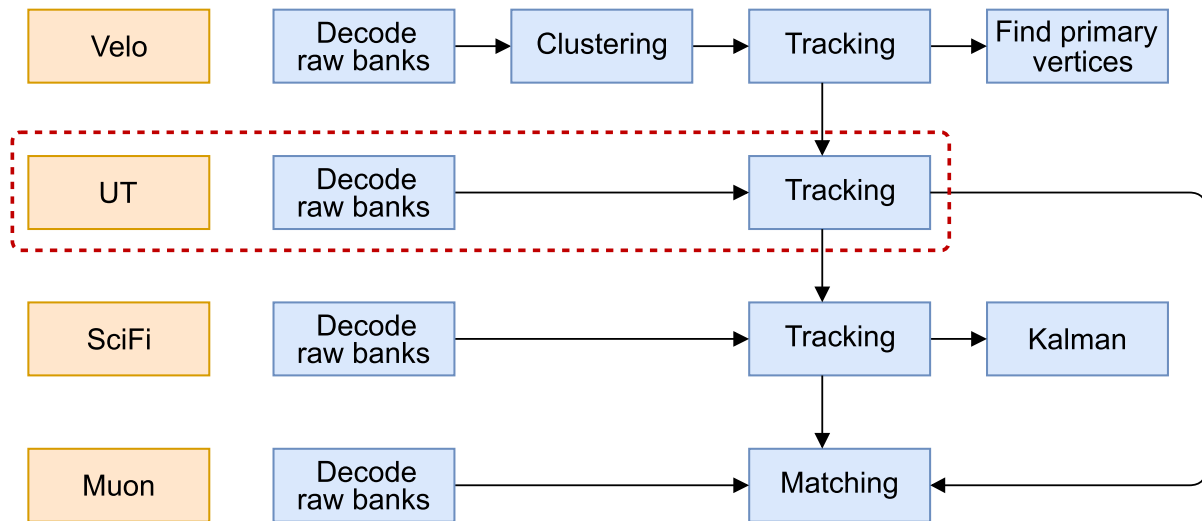 Velo
Decode
raw banks
Clustering
Tracking
Find primary
vertices
UT
Decode
raw banks
Tracking
SciFi
Decode
raw banks
Tracking
Kalman
Muon
Decode
raw banks
Matching